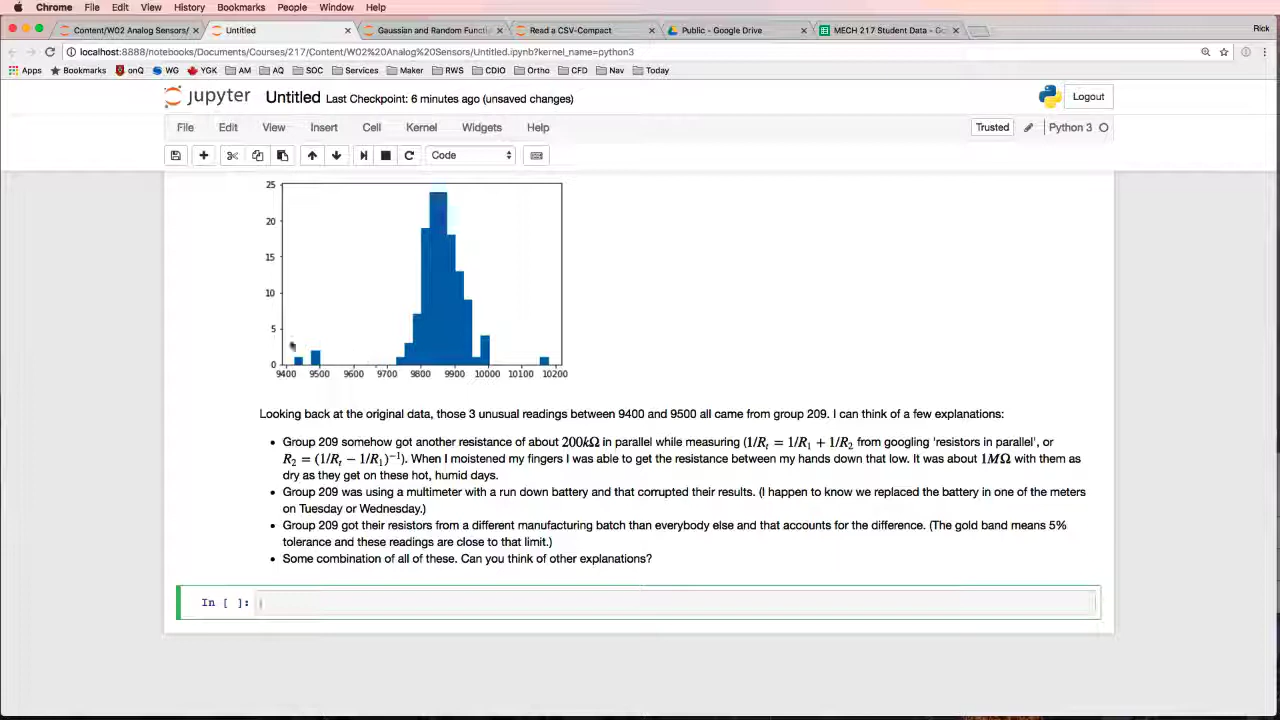 Chrome File Edit View History Bookmarks People Window Help
Content/W02 Analog Sensors/ Untitled Gaussian and Random Functi Read a CSV-Compact Public - Google Drive MECH 217 Student Data - Go Rick
localhost:8888/notebooks/Documents/Courses/217/Content/W02%20Analog%20Sensors/Untitled.ipynb?kernel_name=python3
Apps Bookmarks onQ WG YGK AM AQ SOC Services Maker RWS CDIO Ortho CFD Nav Today
jupyter Untitled Last Checkpoint: 6 minutes ago (unsaved changes) Logout
File Edit View Insert Cell Kernel Widgets Help Trusted Python 3
Code
25
20
15
10
5
0
9400 9500 9600 9700 9800 9900 10000 10100 10200
Looking back at the original data, those 3 unusual readings between 9400 and 9500 all came from group 209. I can think of a few explanations:
• Group 209 somehow got another resistance of about 200kΩ in parallel while measuring (1/Rₜ = 1/R₁ + 1/R₂ from googling 'resistors in parallel', or
R₂ = (1/Rₜ − 1/R₁)⁻¹). When I moistened my fingers I was able to get the resistance between my hands down that low. It was about 1MΩ with them as
dry as they get on these hot, humid days.
• Group 209 was using a multimeter with a run down battery and that corrupted their results. (I happen to know we replaced the battery in one of the meters
on Tuesday or Wednesday.)
• Group 209 got their resistors from a different manufacturing batch than everybody else and that accounts for the difference. (The gold band means 5%
tolerance and these readings are close to that limit.)
• Some combination of all of these. Can you think of other explanations?
In [ ]: